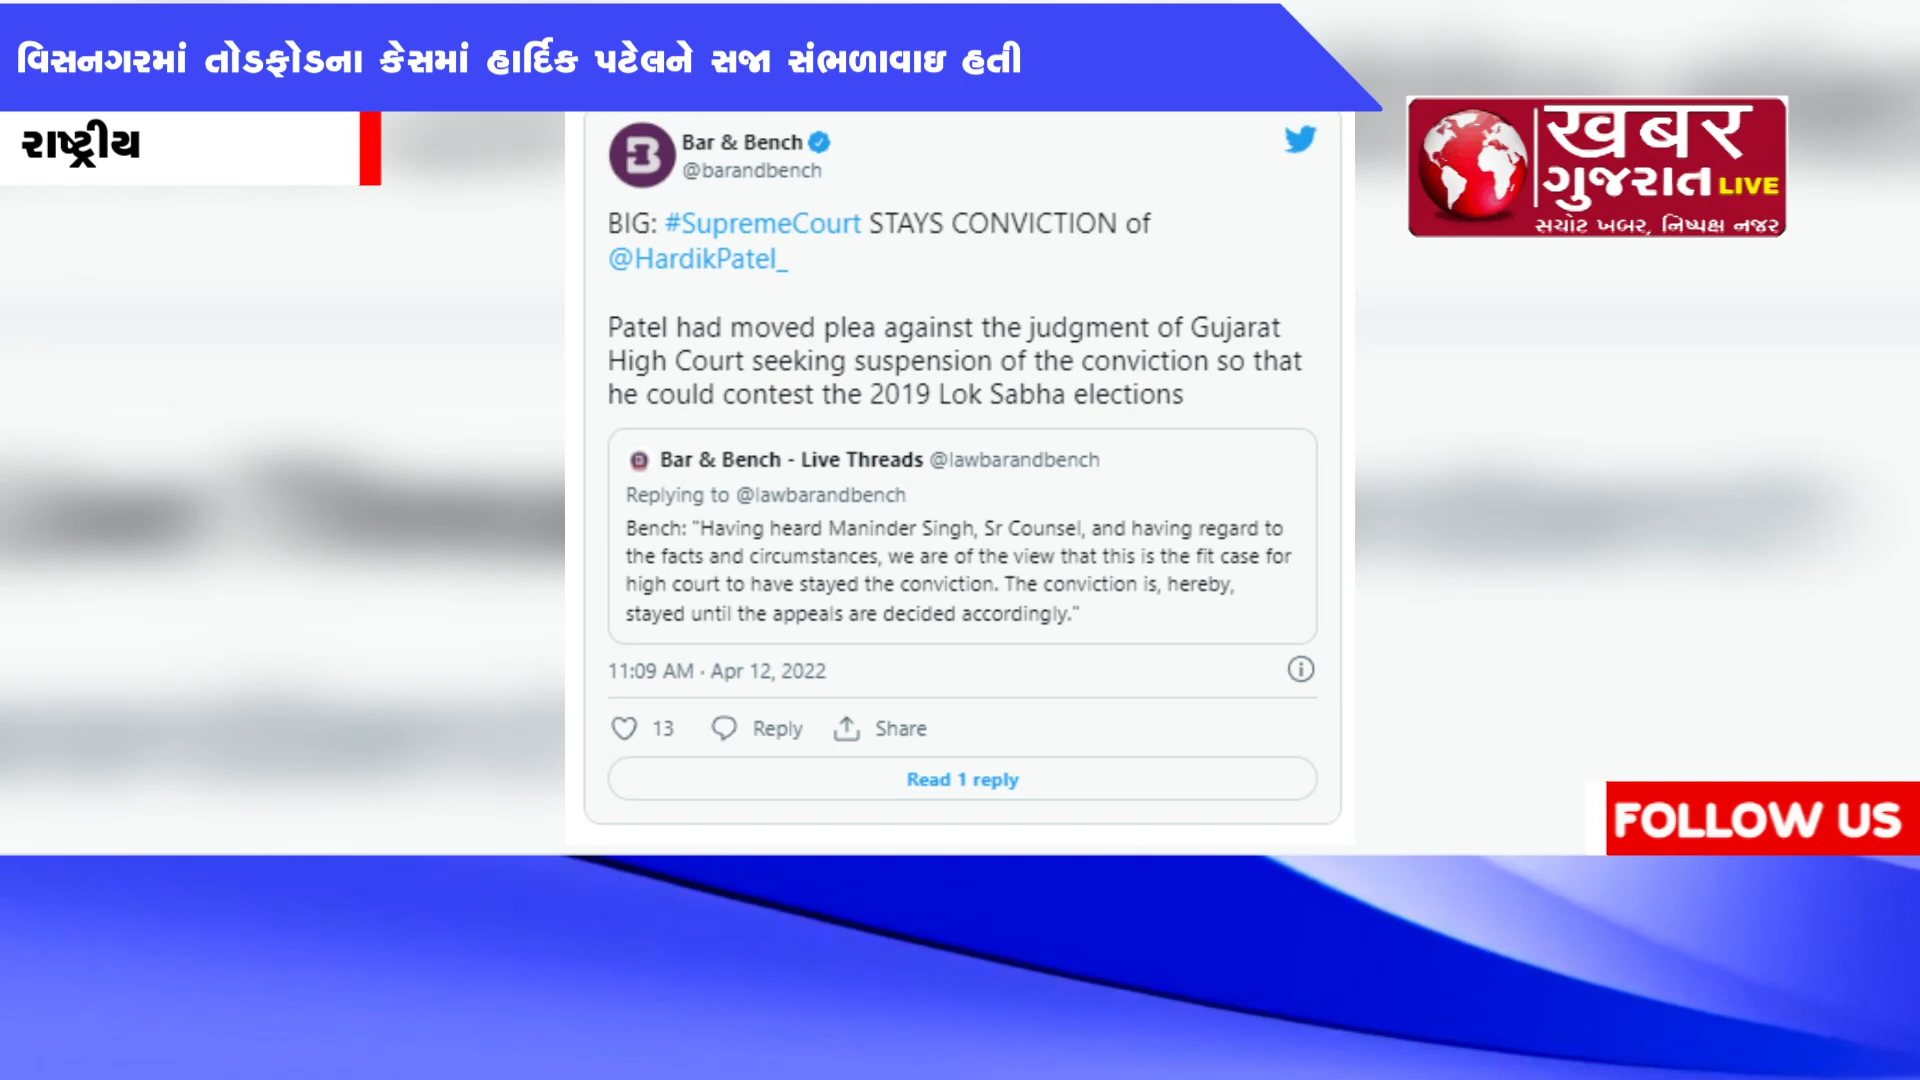 વિસનગરમાં તોડફોડના કેસમાં હાર્દિક પટેલને સજા સંભળાવાઇ હતી
રાષ્ટ્રીય
ખબર
ગુજરાત LIVE
સચોટ ખબર, નિષ્પક્ષ નજર
Bar & Bench
@barandbench
BIG: #SupremeCourt STAYS CONVICTION of
@HardikPatel_
Patel had moved plea against the judgment of Gujarat
High Court seeking suspension of the conviction so that
he could contest the 2019 Lok Sabha elections
Bar & Bench - Live Threads @lawbarandbench
Replying to @lawbarandbench
Bench: "Having heard Maninder Singh, Sr Counsel, and having regard to
the facts and circumstances, we are of the view that this is the fit case for
high court to have stayed the conviction. The conviction is, hereby,
stayed until the appeals are decided accordingly."
11:09 AM · Apr 12, 2022
13 Reply Share
Read 1 reply
FOLLOW US